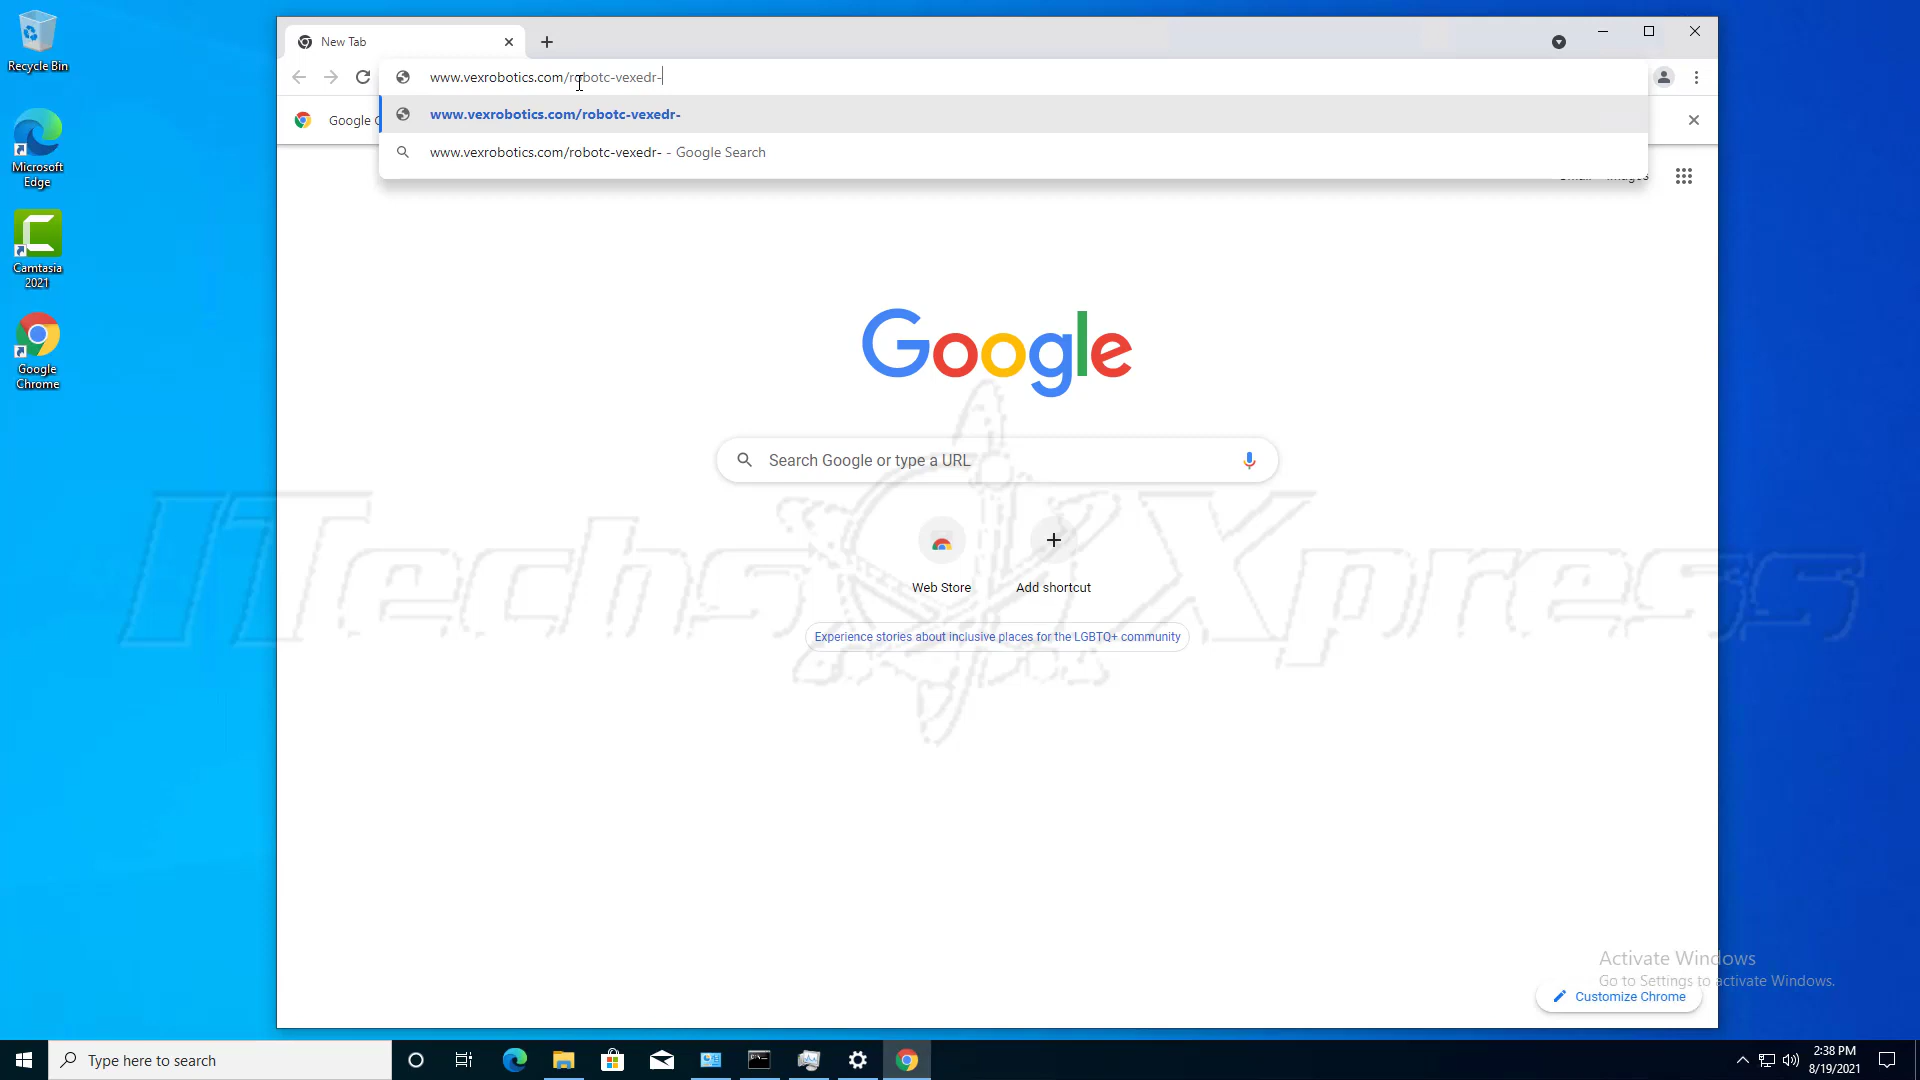 Recycle Bin
Microsoft
Edge
Camtasia
2021
Google
Chrome
New Tab
www.vexrobotics.com/robotc-vexedr-
www.vexrobotics.com/robotc-vexedr-
www.vexrobotics.com/robotc-vexedr- - Google Search
Google
Google
Search Google or type a URL
Web Store
Add shortcut
Experience stories about inclusive places for the LGBTQ+ community
ITechs Xpress
Activate Windows
Go to Settings to activate Windows.
Customize Chrome
Type here to search
2:38 PM
8/19/2021